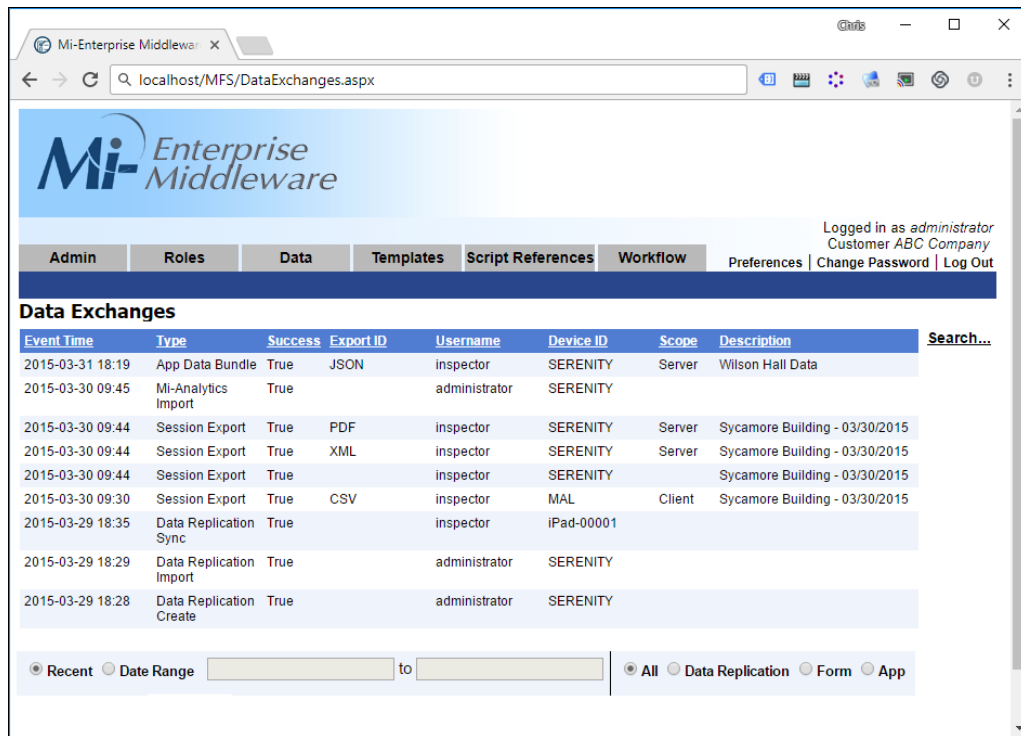 Chris
Mi-Enterprise Middlewar
localhost/MFS/DataExchanges.aspx
Mi- Enterprise
Middleware
Logged in as administrator
Customer ABC Company
Admin Roles Data Templates Script References Workflow Preferences | Change Password | Log Out
Data Exchanges
Event Time Type Success Export ID Username Device ID Scope Description Search...
2015-03-31 18:19 App Data Bundle True JSON inspector SERENITY Server Wilson Hall Data
2015-03-30 09:45 Mi-Analytics True administrator SERENITY
Import
2015-03-30 09:44 Session Export True PDF inspector SERENITY Server Sycamore Building - 03/30/2015
2015-03-30 09:44 Session Export True XML inspector SERENITY Server Sycamore Building - 03/30/2015
2015-03-30 09:44 Session Export True inspector SERENITY Sycamore Building - 03/30/2015
2015-03-30 09:30 Session Export True CSV inspector MAL Client Sycamore Building - 03/30/2015
2015-03-29 18:35 Data Replication True inspector iPad-00001
Sync
2015-03-29 18:29 Data Replication True administrator SERENITY
Import
2015-03-29 18:28 Data Replication True administrator SERENITY
Create
Recent Date Range to All Data Replication Form App